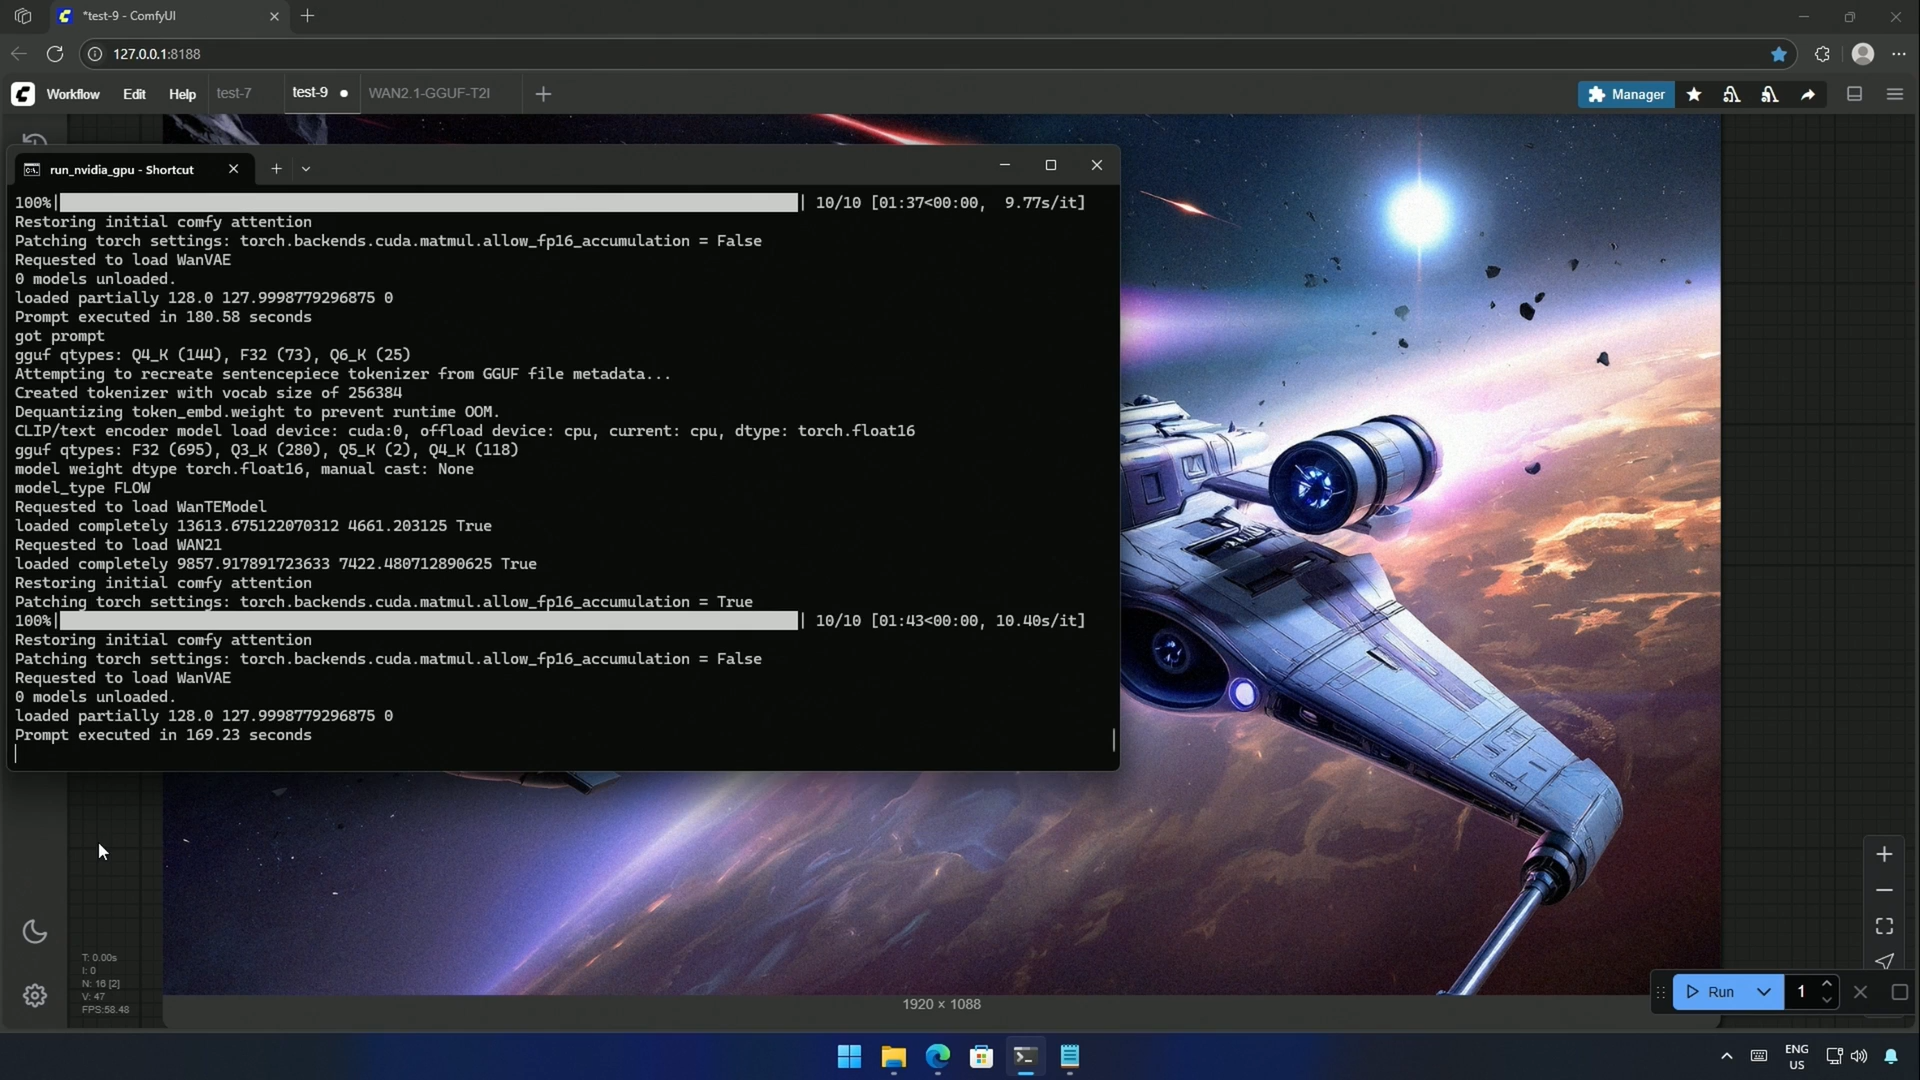 *test-9 - ComfyUI
127.0.0.1:8188
Workflow Edit Help test-7 test-9 WAN2.1-GGUF-T2I
Manager
run_nvidia_gpu - Shortcut
100%| | 10/10 [01:37<00:00, 9.77s/it]
Restoring initial comfy attention
Patching torch settings: torch.backends.cuda.matmul.allow_fp16_accumulation = False
Requested to load WanVAE
0 models unloaded.
loaded partially 128.0 127.9998779296875 0
Prompt executed in 180.58 seconds
got prompt
gguf qtypes: Q4_K (144), F32 (73), Q6_K (25)
Attempting to recreate sentencepiece tokenizer from GGUF file metadata...
Created tokenizer with vocab size of 256384
Dequantizing token_embd.weight to prevent runtime OOM.
CLIP/text encoder model load device: cuda:0, offload device: cpu, current: cpu, dtype: torch.float16
gguf qtypes: F32 (695), Q3_K (280), Q5_K (2), Q4_K (118)
model weight dtype torch.float16, manual cast: None
model_type FLOW
Requested to load WanTEModel
loaded completely 13613.675122070312 4661.203125 True
Requested to load WAN21
loaded completely 9857.917891723633 7422.480712890625 True
Restoring initial comfy attention
Patching torch settings: torch.backends.cuda.matmul.allow_fp16_accumulation = True
100%| | 10/10 [01:43<00:00, 10.40s/it]
Restoring initial comfy attention
Patching torch settings: torch.backends.cuda.matmul.allow_fp16_accumulation = False
Requested to load WanVAE
0 models unloaded.
loaded partially 128.0 127.9998779296875 0
Prompt executed in 169.23 seconds
T: 0.00s
I: 0
N: 16 [2]
V: 47
FPS:58.48
1920 × 1088
Run 1
ENG
US